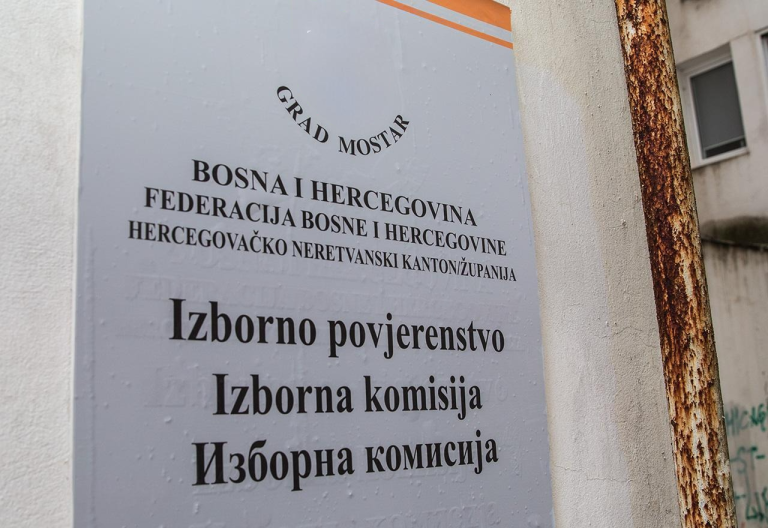 GRAD MOSTAR
BOSNA I HERCEGOVINA
FEDERACIJA BOSNE I HERCEGOVINE
HERCEGOVAČKO NERETVANSKI KANTON/ŽUPANIJA
Izborno povjerenstvo
Izborna komisija
Изборна комисија